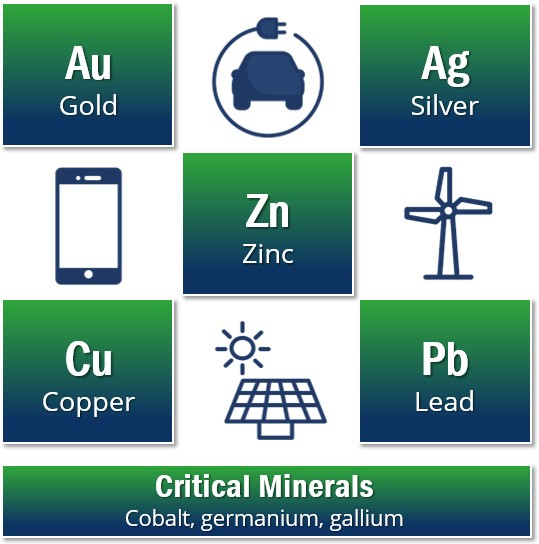 Au
Gold
Ag
Silver
Zn
Zinc
Cu
Copper
Pb
Lead
Critical Minerals
Cobalt, germanium, gallium